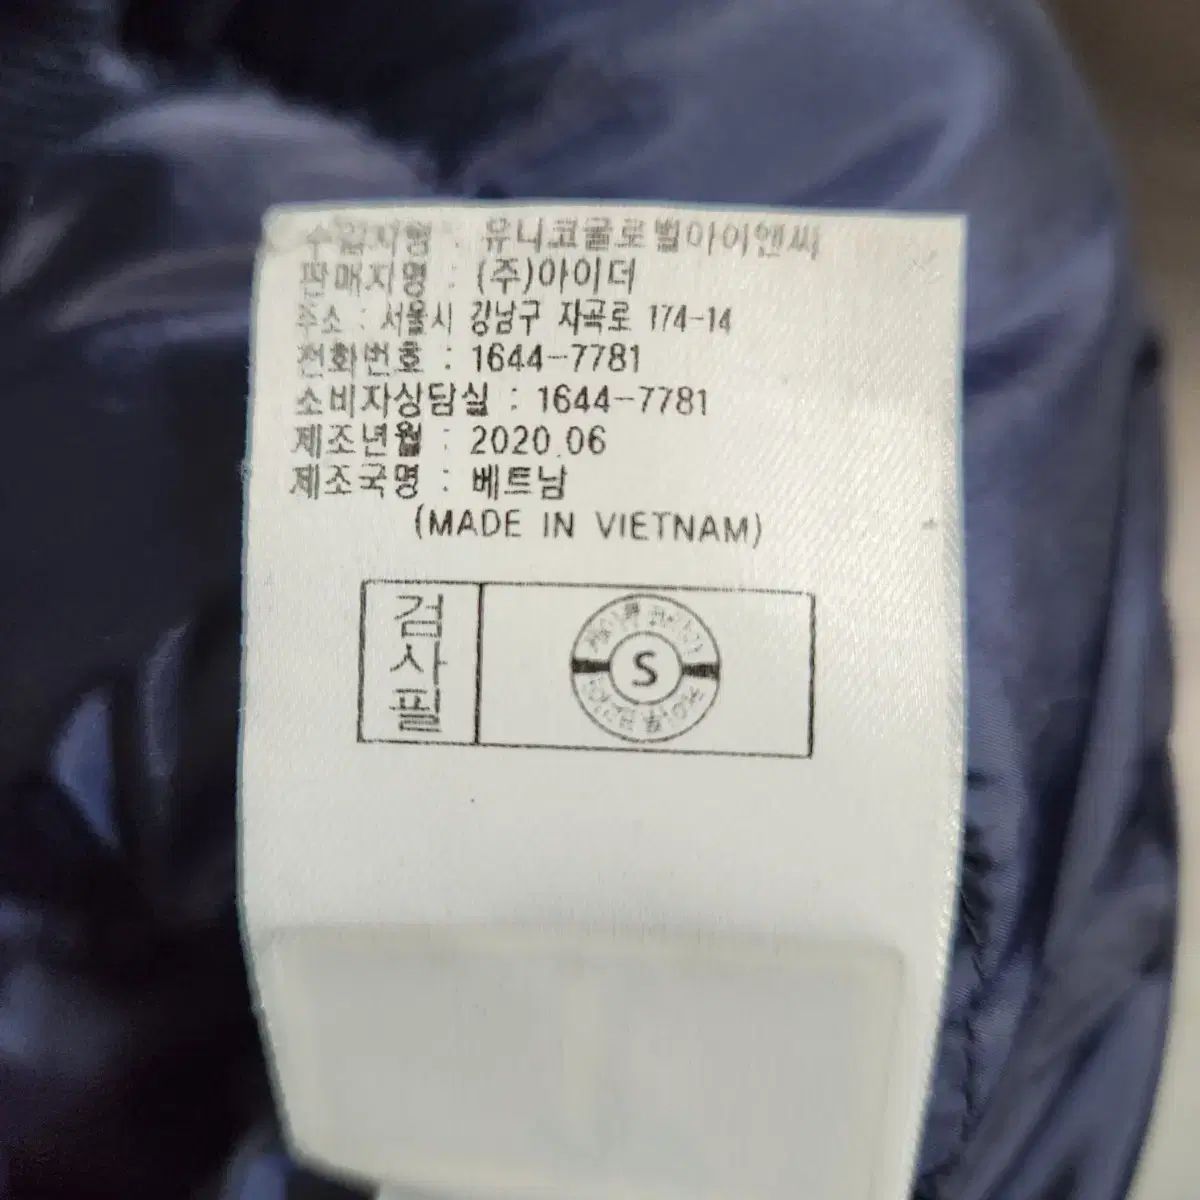 수입자명 : 유니코글로벌아이앤씨
판매자명 : (주)아이더
주소 : 서울시 강남구 자곡로 174-14
전화번호 : 1644-7781
소비자상담실 : 1644-7781
제조년월 : 2020.06
제조국명 : 베트남
(MADE IN VIETNAM)
검사필
S